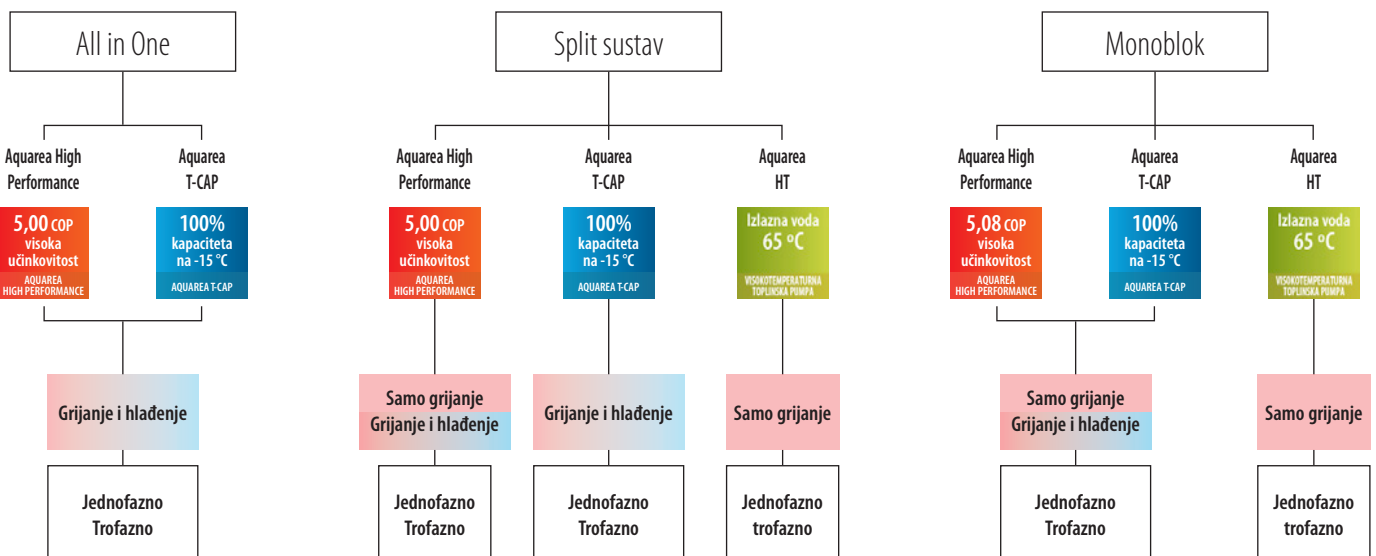 All in One
Aquarea High
Performance
5,00 COP
visoka
učinkovitost
AQUAREA
HIGH PERFORMANCE
Aquarea
T-CAP
100%
kapaciteta
na -15 °C
AQUAREA T-CAP
Grijanje i hlađenje
Jednofazno
Trofazno
Split sustav
Aquarea High
Performance
5,00 COP
visoka
učinkovitost
AQUAREA
HIGH PERFORMANCE
Samo grijanje
Grijanje i hlađenje
Jednofazno
Trofazno
Aquarea
T-CAP
100%
kapaciteta
na -15 °C
AQUAREA T-CAP
Grijanje i hlađenje
Jednofazno
Trofazno
Aquarea
HT
Izlazna voda
65 ºC
VISOKOTEMPERATURNA
TOPLINSKA PUMPA
Samo grijanje
Jednofazno
trofazno
Monoblok
Aquarea High
Performance
5,08 COP
visoka
učinkovitost
AQUAREA
HIGH PERFORMANCE
Aquarea
T-CAP
100%
kapaciteta
na -15 °C
AQUAREA T-CAP
Samo grijanje
Grijanje i hlađenje
Jednofazno
Trofazno
Aquarea
HT
Izlazna voda
65 ºC
VISOKOTEMPERATURNA
TOPLINSKA PUMPA
Samo grijanje
Jednofazno
trofazno